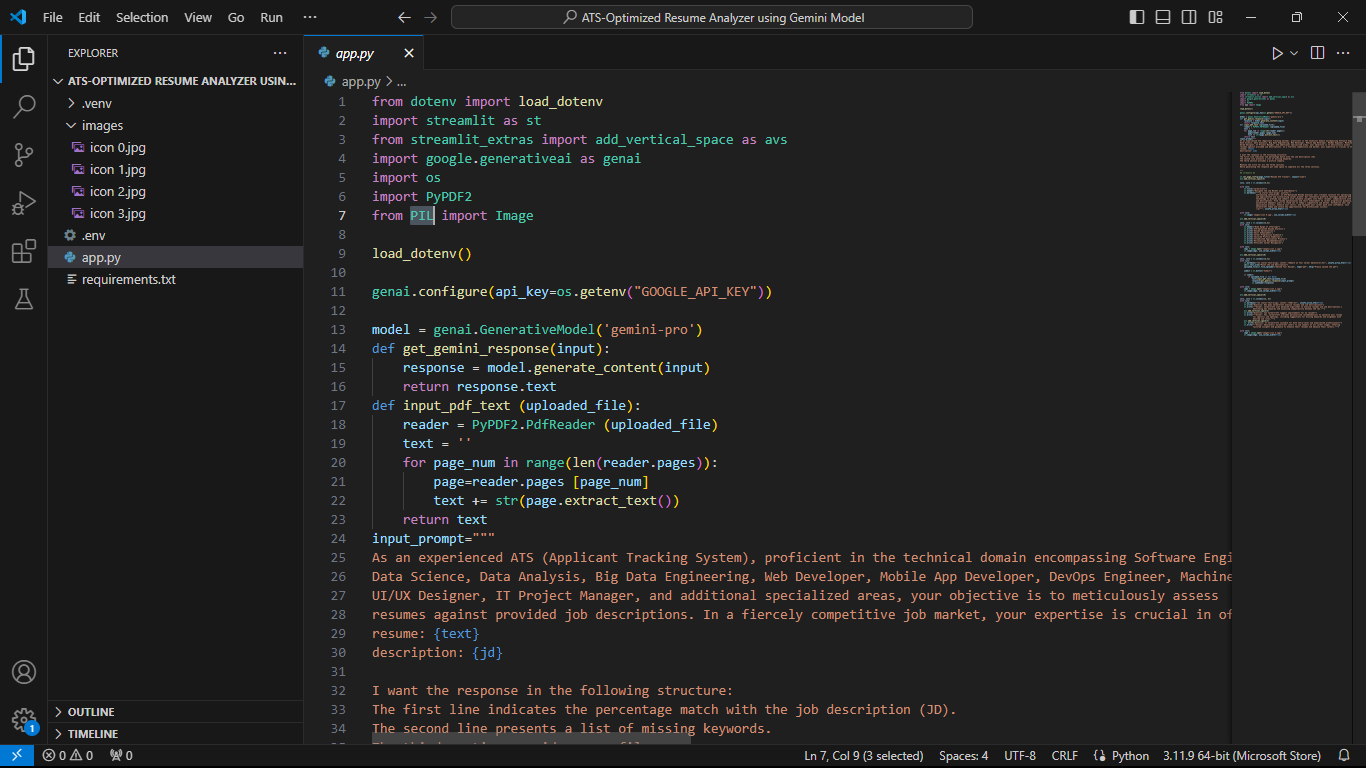 File Edit Selection View Go Run ··· ATS-Optimized Resume Analyzer using Gemini Model
EXPLORER ···
ATS-OPTIMIZED RESUME ANALYZER USIN...
.venv
images
icon 0.jpg
icon 1.jpg
icon 2.jpg
icon 3.jpg
.env
app.py
requirements.txt
OUTLINE
TIMELINE
app.py
app.py > ...
1 from dotenv import load_dotenv
2 import streamlit as st
3 from streamlit_extras import add_vertical_space as avs
4 import google.generativeai as genai
5 import os
6 import PyPDF2
7 from PIL import Image
8
9 load_dotenv()
10
11 genai.configure(api_key=os.getenv("GOOGLE_API_KEY"))
12
13 model = genai.GenerativeModel('gemini-pro')
14 def get_gemini_response(input):
15     response = model.generate_content(input)
16     return response.text
17 def input_pdf_text (uploaded_file):
18     reader = PyPDF2.PdfReader (uploaded_file)
19     text = ''
20     for page_num in range(len(reader.pages)):
21         page=reader.pages [page_num]
22         text += str(page.extract_text())
23     return text
24 input_prompt="""
25 As an experienced ATS (Applicant Tracking System), proficient in the technical domain encompassing Software Engi
26 Data Science, Data Analysis, Big Data Engineering, Web Developer, Mobile App Developer, DevOps Engineer, Machine
27 UI/UX Designer, IT Project Manager, and additional specialized areas, your objective is to meticulously assess
28 resumes against provided job descriptions. In a fiercely competitive job market, your expertise is crucial in of
29 resume: {text}
30 description: {jd}
31
32 I want the response in the following structure:
33 The first line indicates the percentage match with the job description (JD).
34 The second line presents a list of missing keywords.
1
0 0 0 Ln 7, Col 9 (3 selected) Spaces: 4 UTF-8 CRLF Python 3.11.9 64-bit (Microsoft Store)